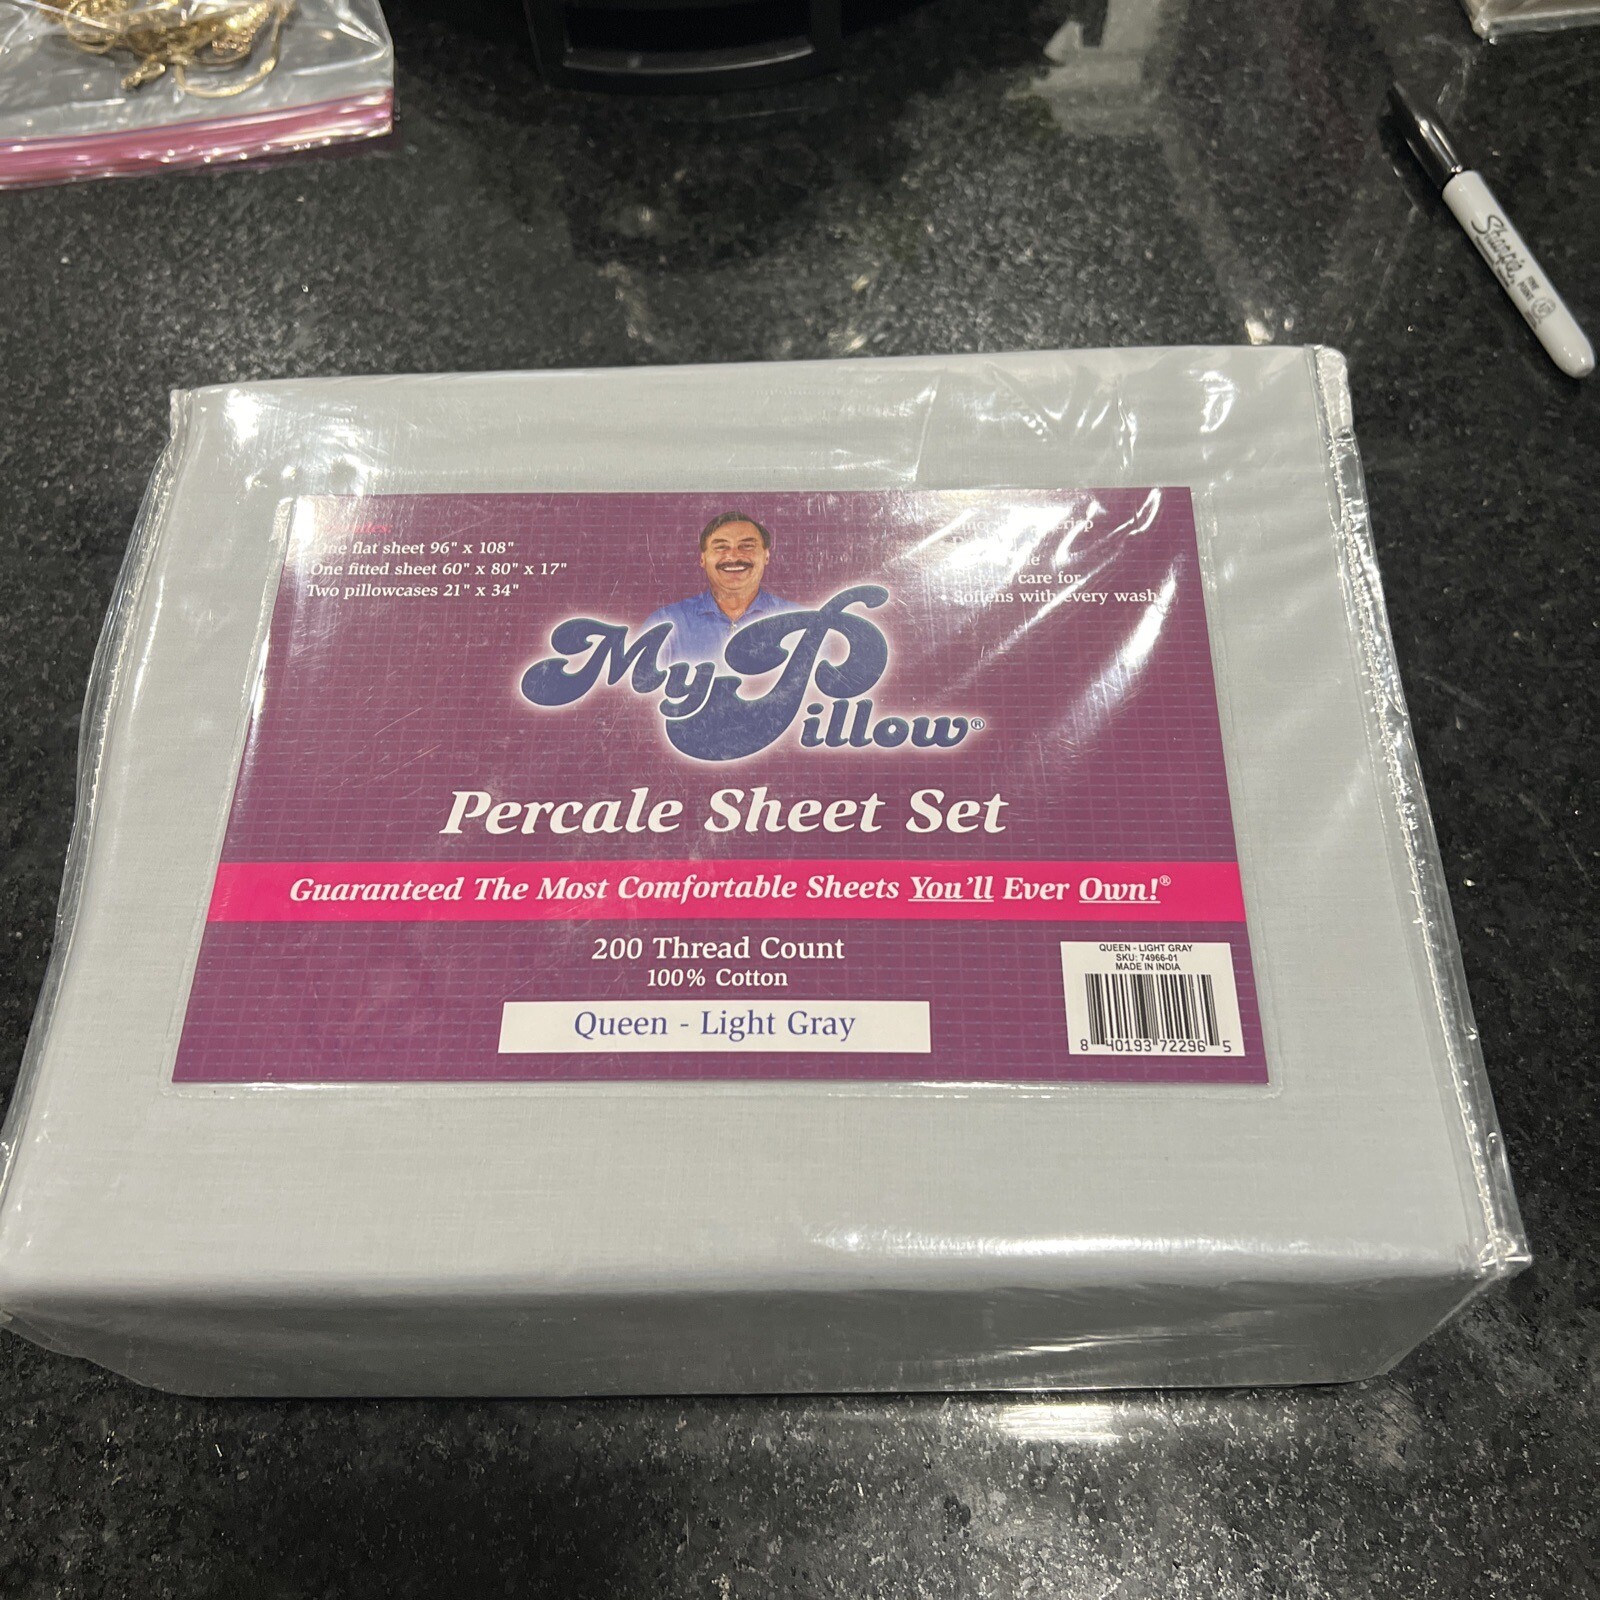 One flat sheet 96" x 108"
One fitted sheet 60" x 80" x 17"
Two pillowcases 21" x 34"
care for
• Softens with every wash
MyPillow®
Percale Sheet Set
Guaranteed The Most Comfortable Sheets You'll Ever Own!®
200 Thread Count
100% Cotton
Queen - Light Gray
QUEEN - LIGHT GRAY
SKU: 74966-01
MADE IN INDIA
8 40193 72296 5
Sharpie